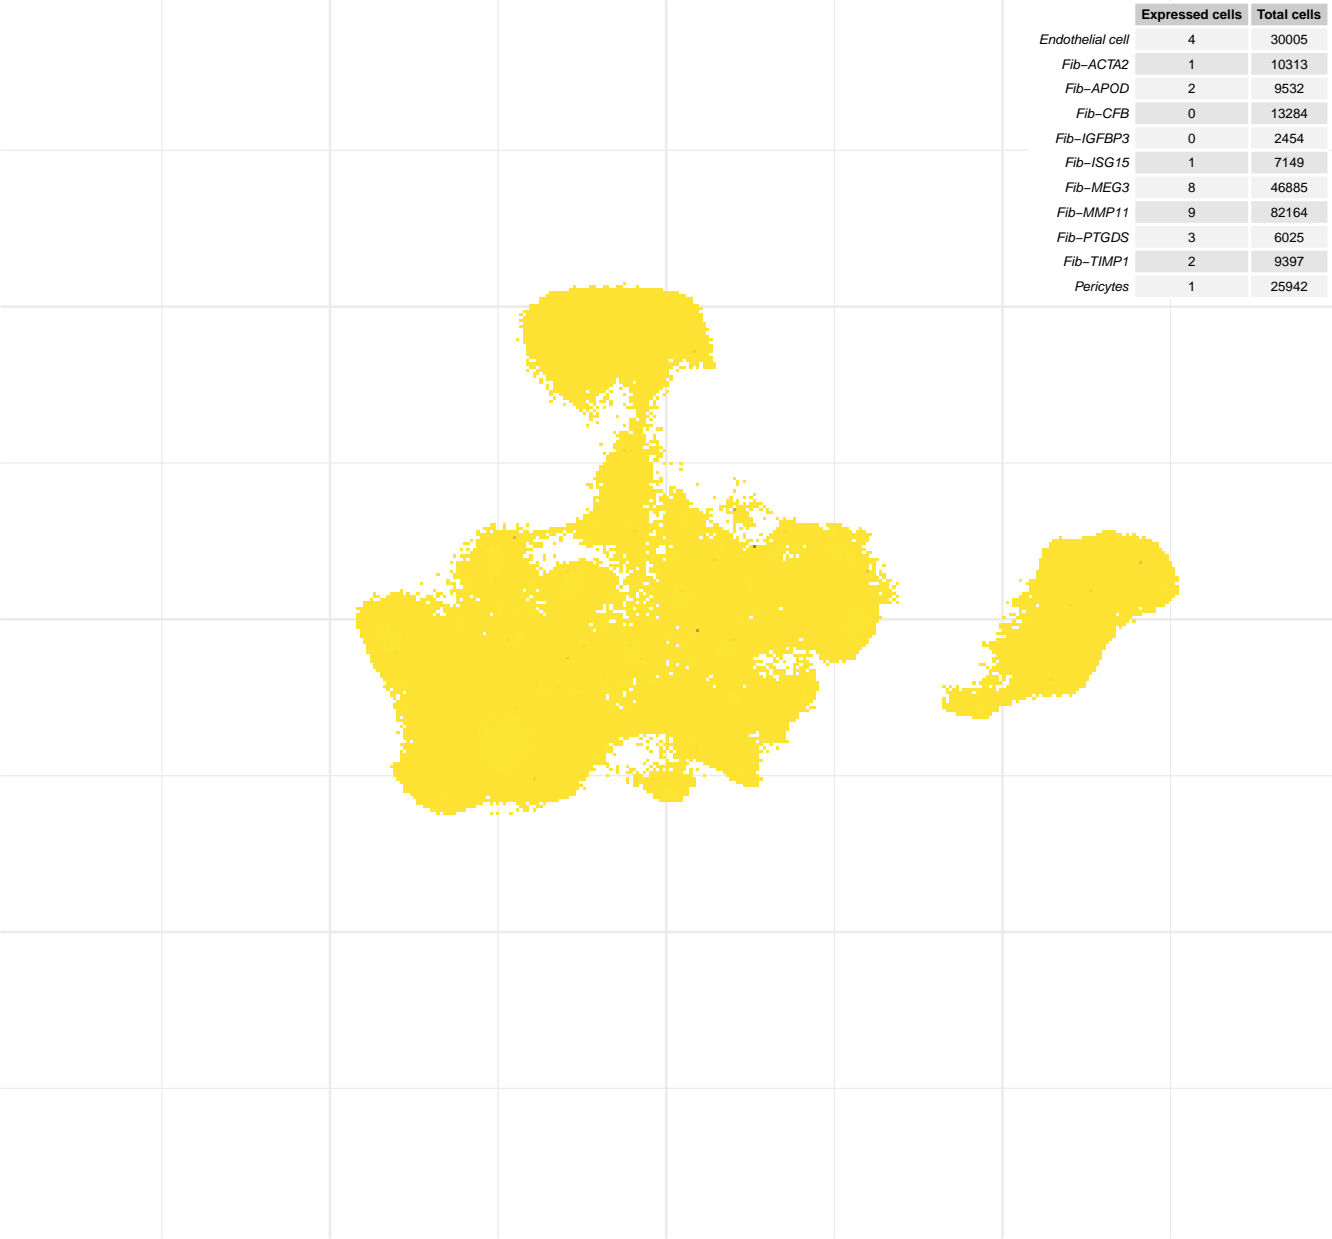 Expressed cells Total cells
Endothelial cell 4 30005
Fib−ACTA2 1 10313
Fib−APOD 2 9532
Fib−CFB 0 13284
Fib−IGFBP3 0 2454
Fib−ISG15 1 7149
Fib−MEG3 8 46885
Fib−MMP11 9 82164
Fib−PTGDS 3 6025
Fib−TIMP1 2 9397
Pericytes 1 25942